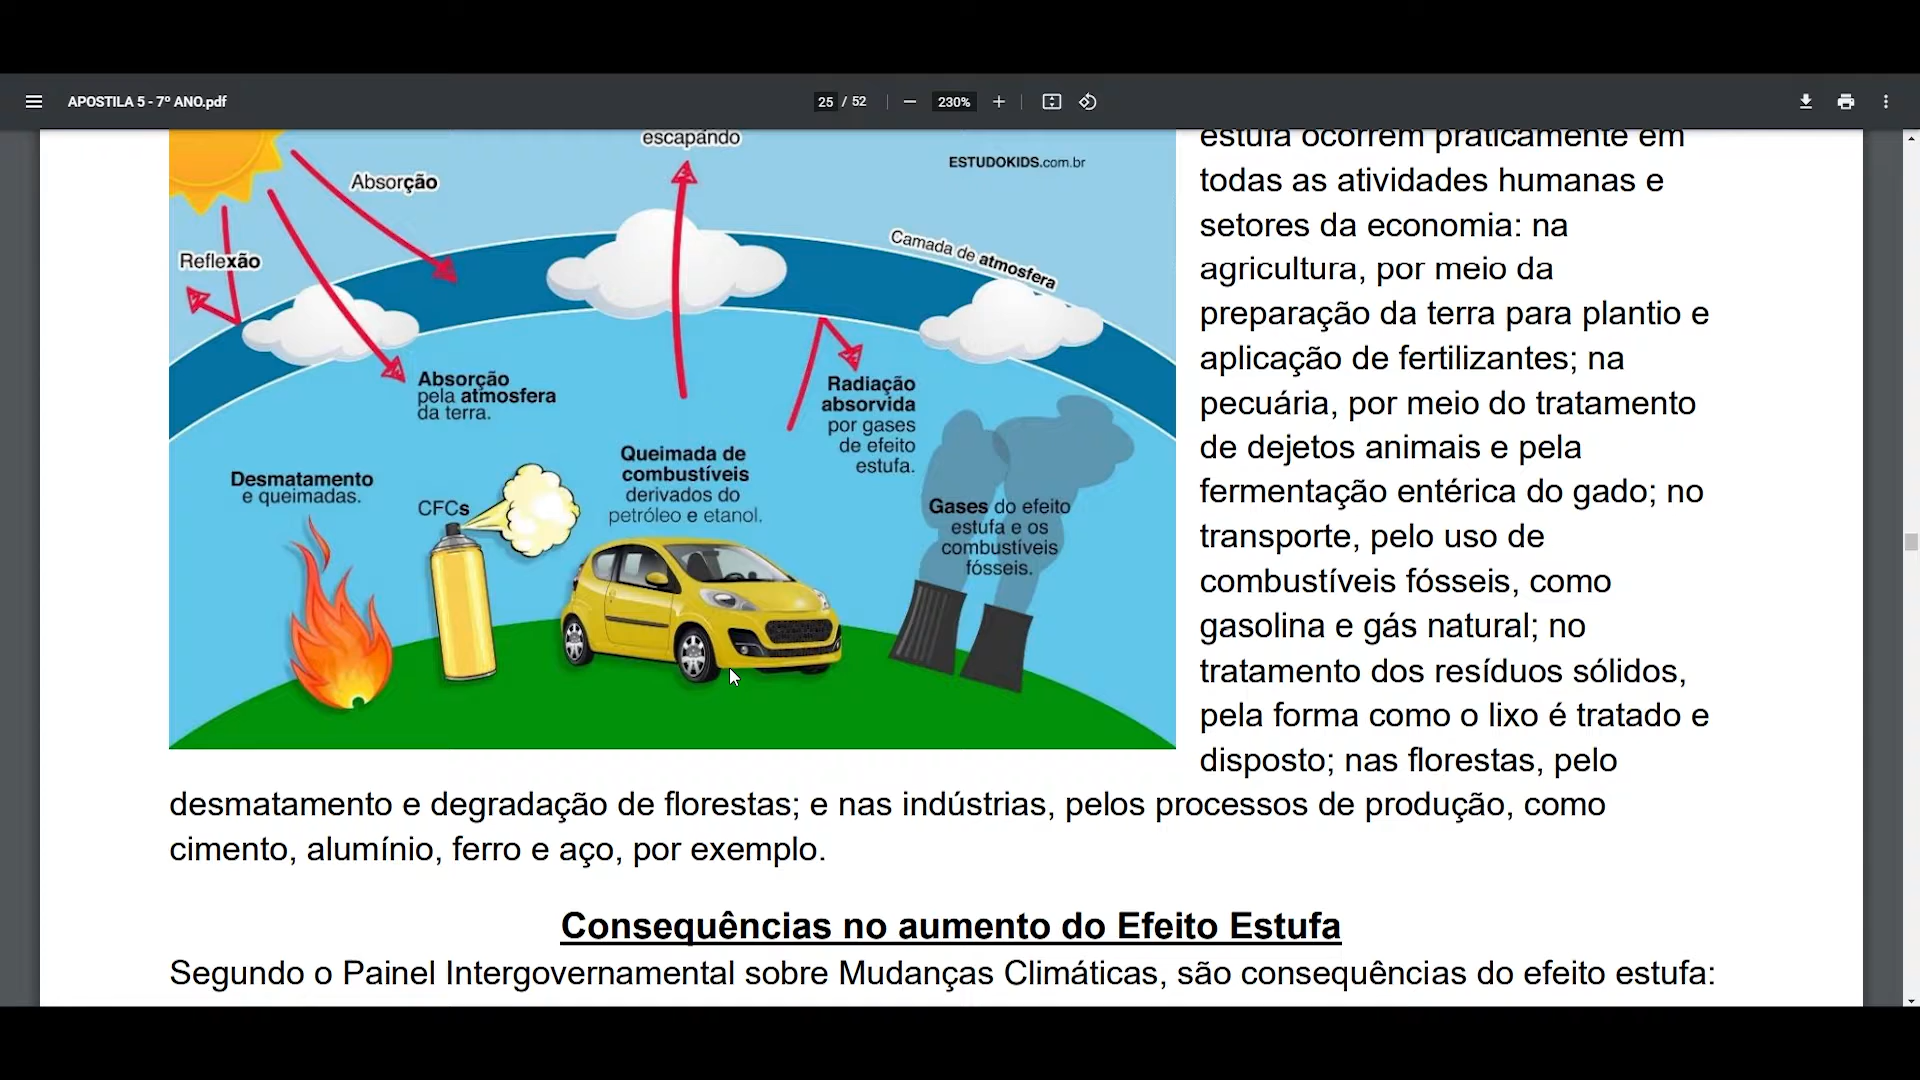 APOSTILA 5 - 7º ANO.pdf
25 / 52
230%
escapando
ESTUDOKIDS.com.br
Absorção
Reflexão
Camada de atmosfera
Absorção
pela atmosfera
da terra.
Radiação
absorvida
por gases
de efeito
estufa.
Desmatamento
e queimadas.
CFCs
Queimada de
combustíveis
derivados do
petróleo e etanol.
Gases do efeito
estufa e os
combustíveis
fósseis.
estufa ocorrem praticamente em
todas as atividades humanas e
setores da economia: na
agricultura, por meio da
preparação da terra para plantio e
aplicação de fertilizantes; na
pecuária, por meio do tratamento
de dejetos animais e pela
fermentação entérica do gado; no
transporte, pelo uso de
combustíveis fósseis, como
gasolina e gás natural; no
tratamento dos resíduos sólidos,
pela forma como o lixo é tratado e
disposto; nas florestas, pelo
desmatamento e degradação de florestas; e nas indústrias, pelos processos de produção, como
cimento, alumínio, ferro e aço, por exemplo.
Consequências no aumento do Efeito Estufa
Segundo o Painel Intergovernamental sobre Mudanças Climáticas, são consequências do efeito estufa: